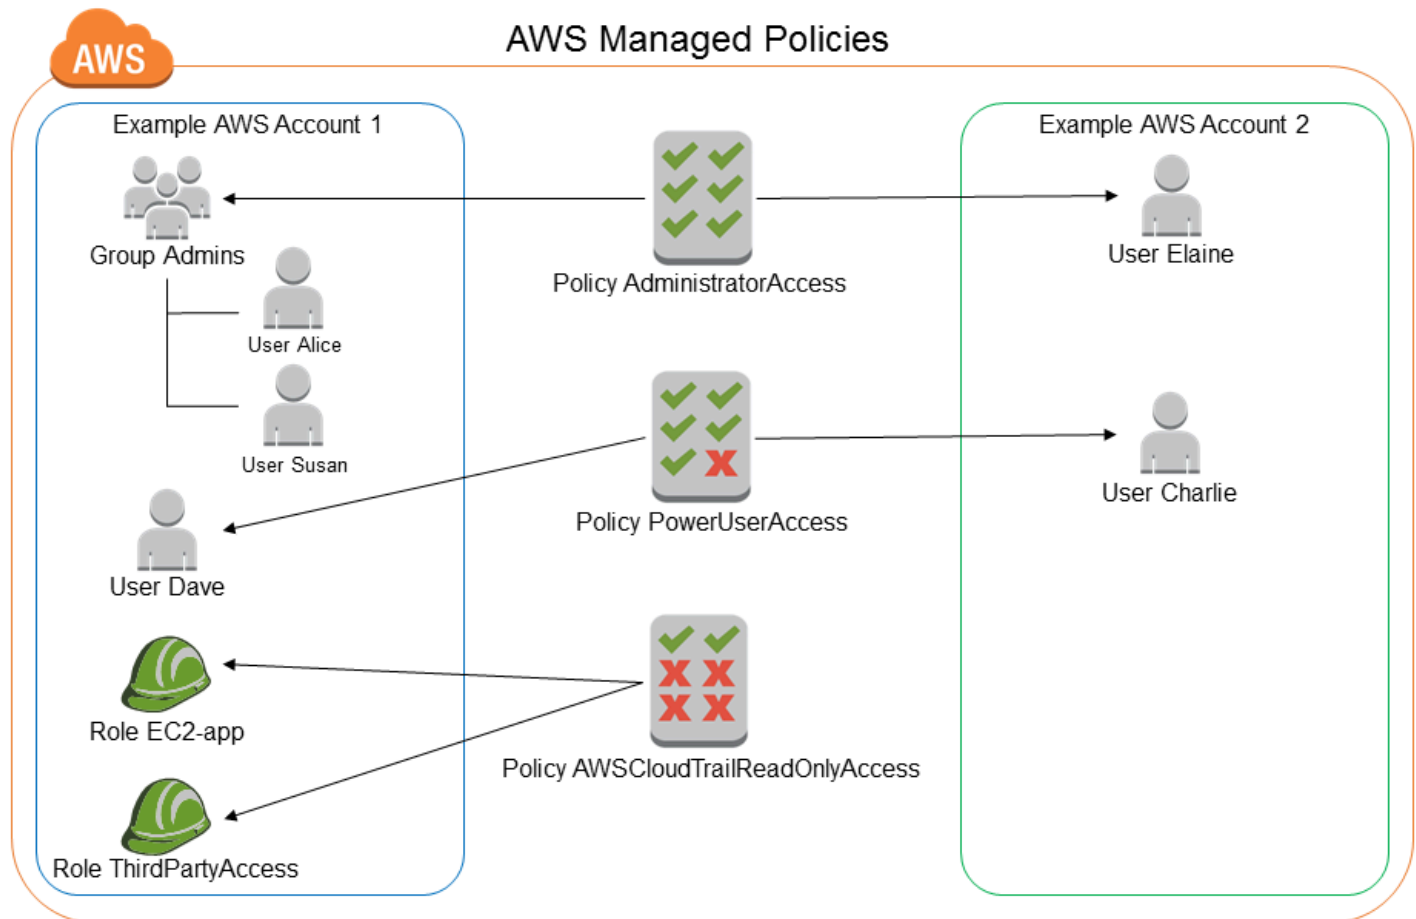 AWS Managed Policies
AWS
Example AWS Account 1
Group Admins
User Alice
User Susan
User Dave
Role EC2-app
Role ThirdPartyAccess
Policy AdministratorAccess
Policy PowerUserAccess
Policy AWSCloudTrailReadOnlyAccess
Example AWS Account 2
User Elaine
User Charlie